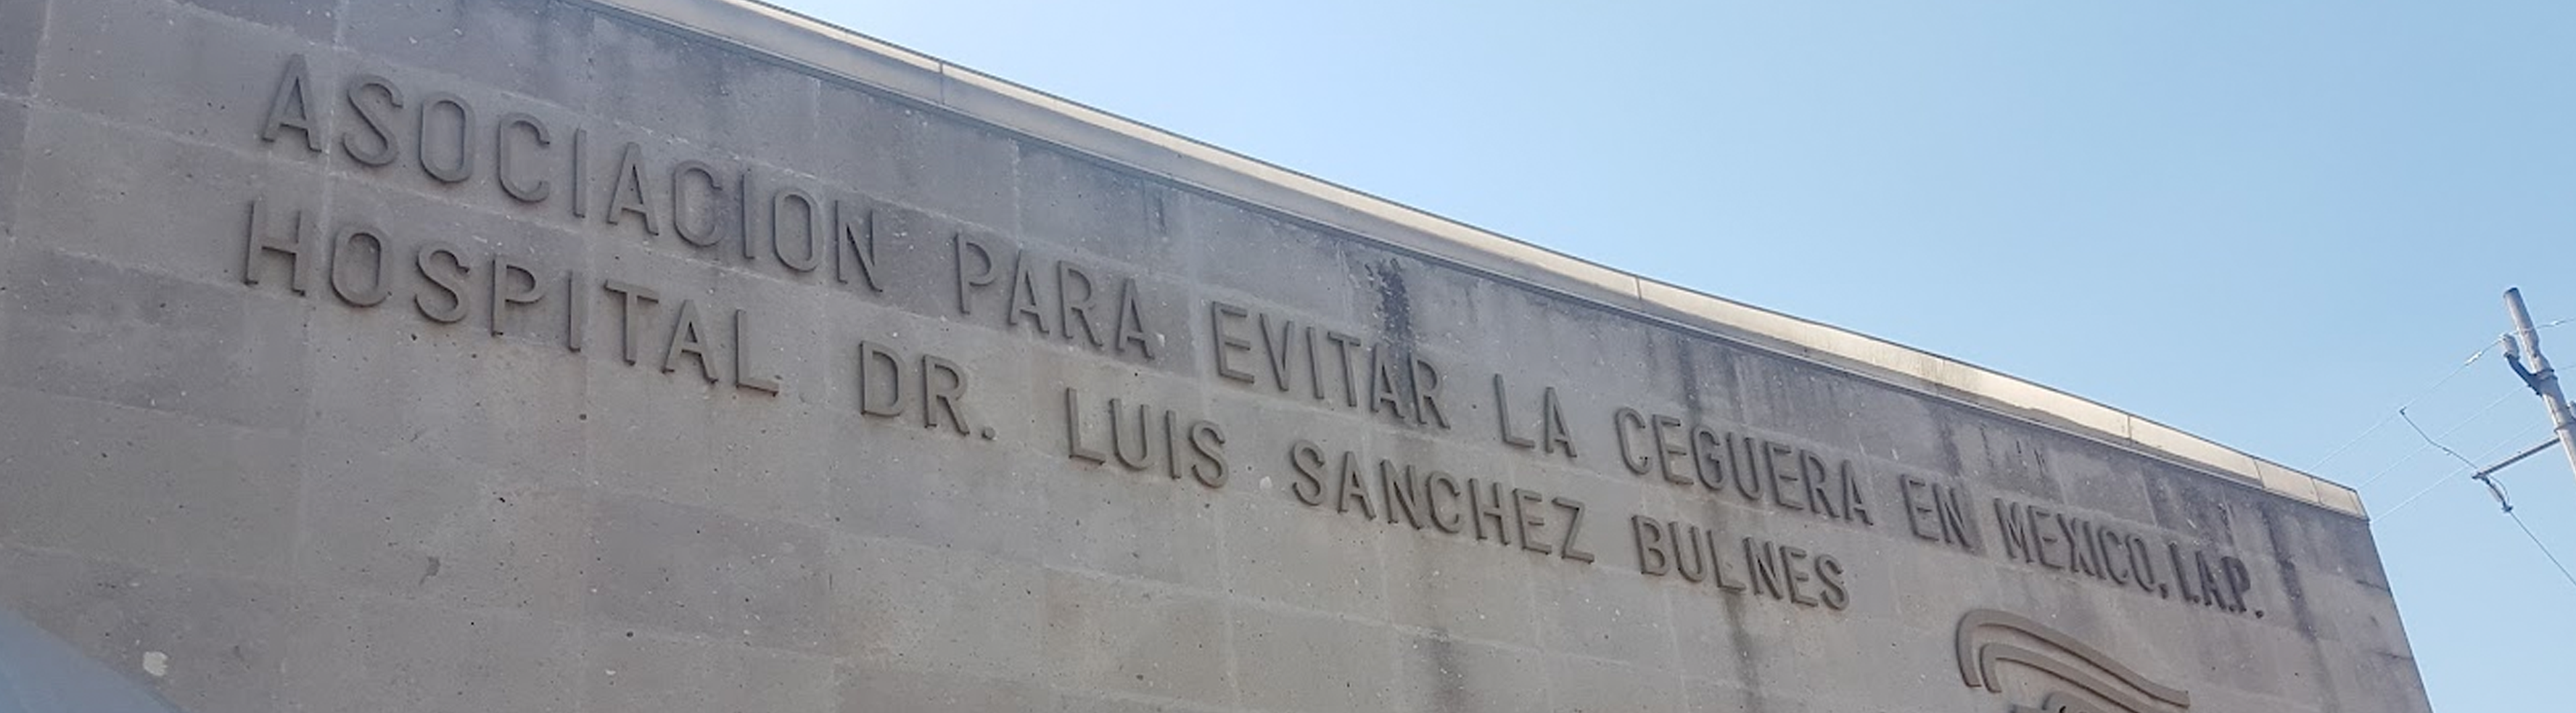 ASOCIACION PARA EVITAR LA CEGUERA EN MEXICO, I.A.P.
HOSPITAL DR. LUIS SANCHEZ BULNES